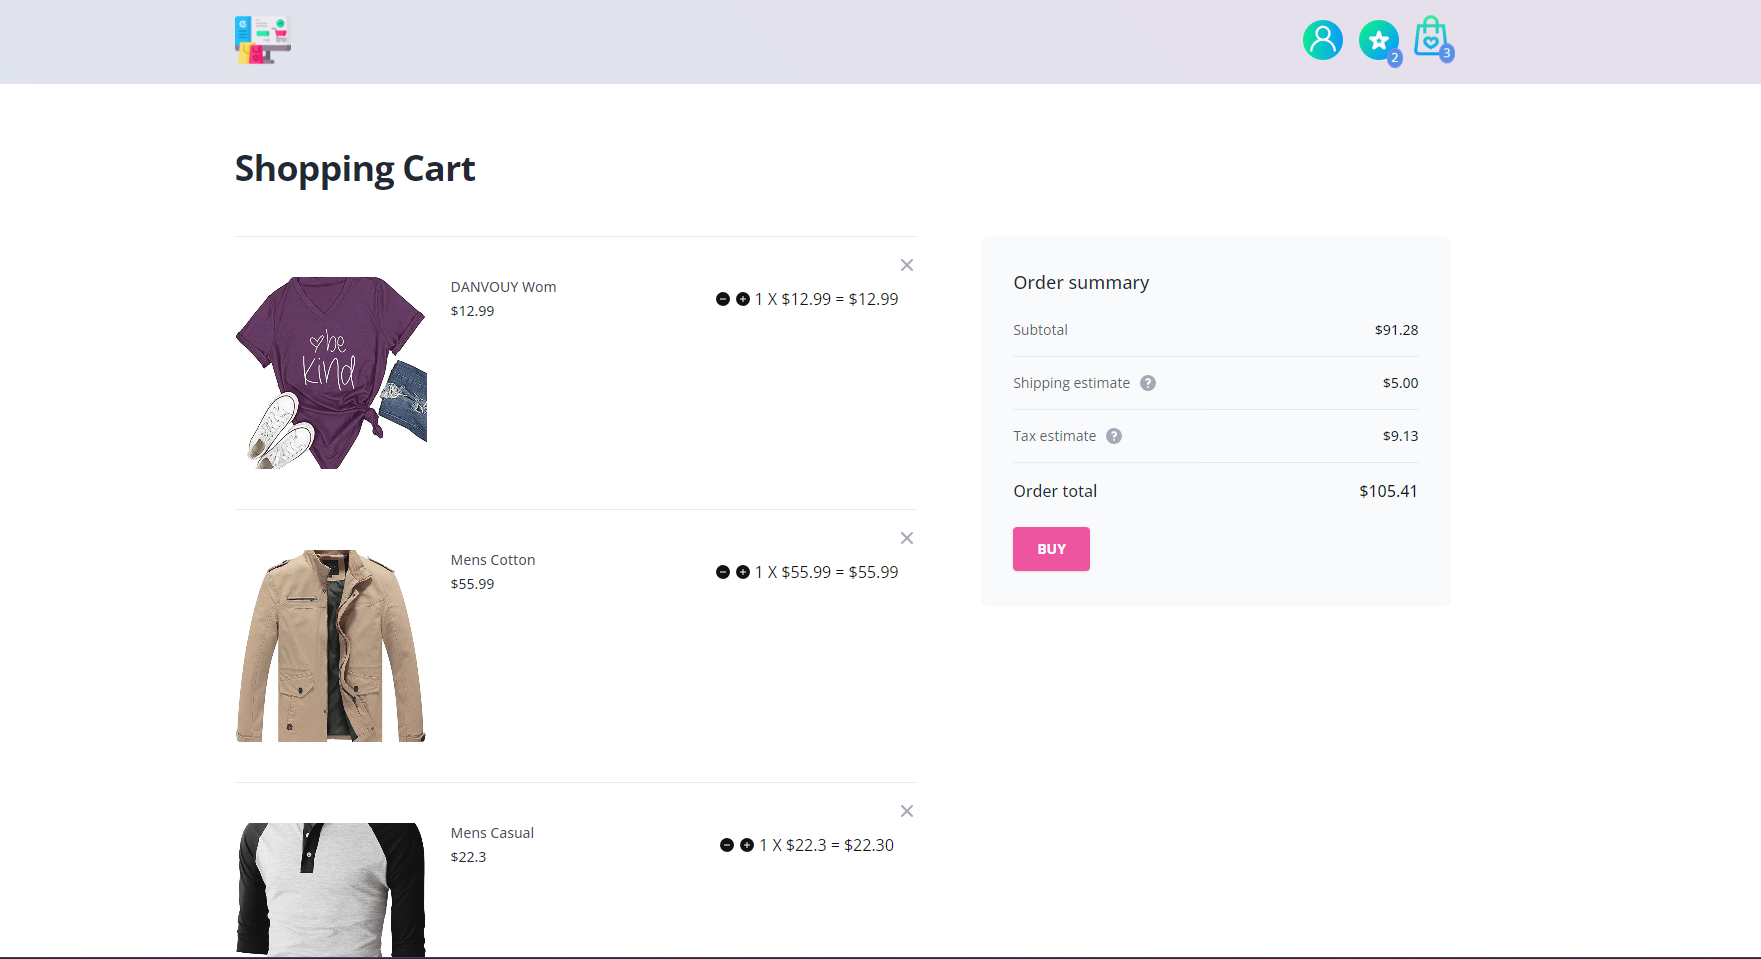 2
3
Shopping Cart
DANVOUY Wom
$12.99
1 X $12.99 = $12.99
be
kind
Mens Cotton
$55.99
1 X $55.99 = $55.99
Mens Casual
$22.3
1 X $22.3 = $22.30
Order summary
Subtotal $91.28
Shipping estimate ? $5.00
Tax estimate ? $9.13
Order total $105.41
BUY